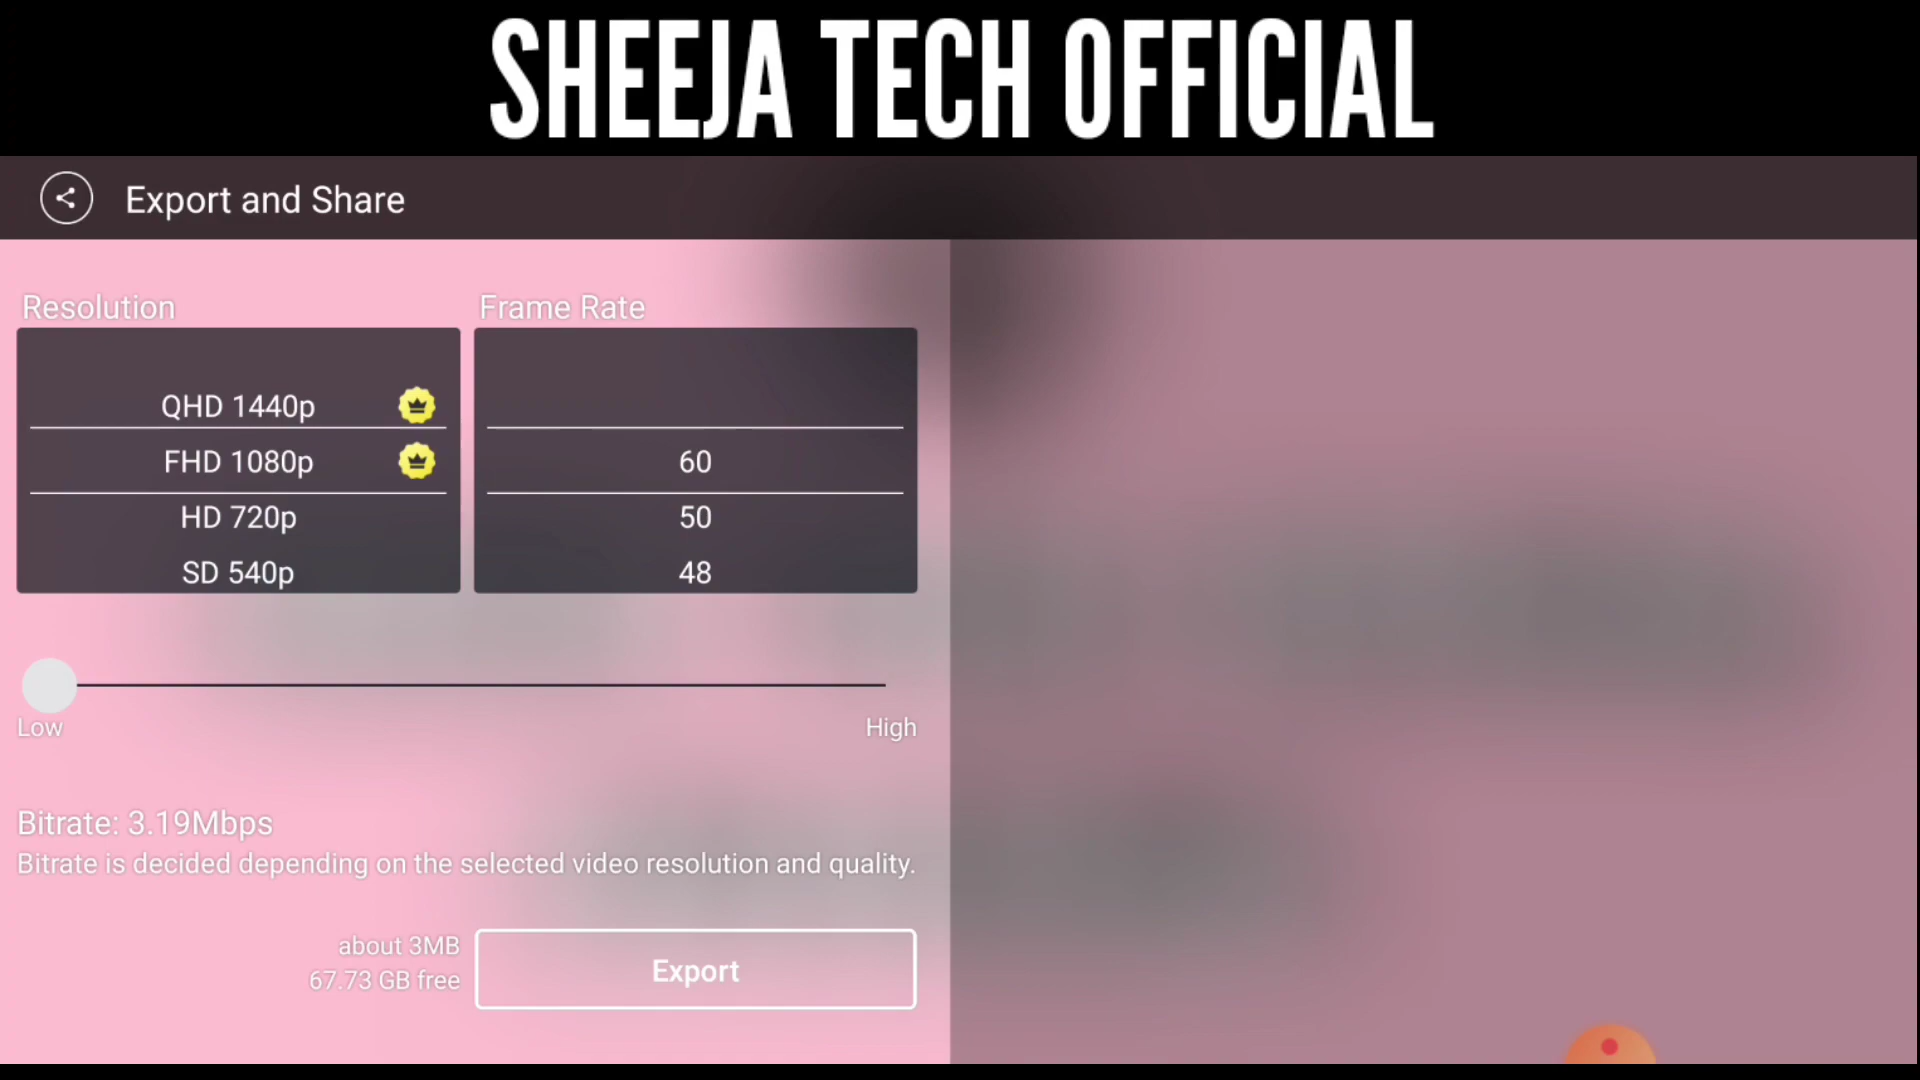 SHEEJA TECH OFFICIAL
Export and Share
Resolution
Frame Rate
QHD 1440p
FHD 1080p
HD 720p
SD 540p
60
50
48
Low
High
Bitrate: 3.19Mbps
Bitrate is decided depending on the selected video resolution and quality.
about 3MB
67.73 GB free
Export